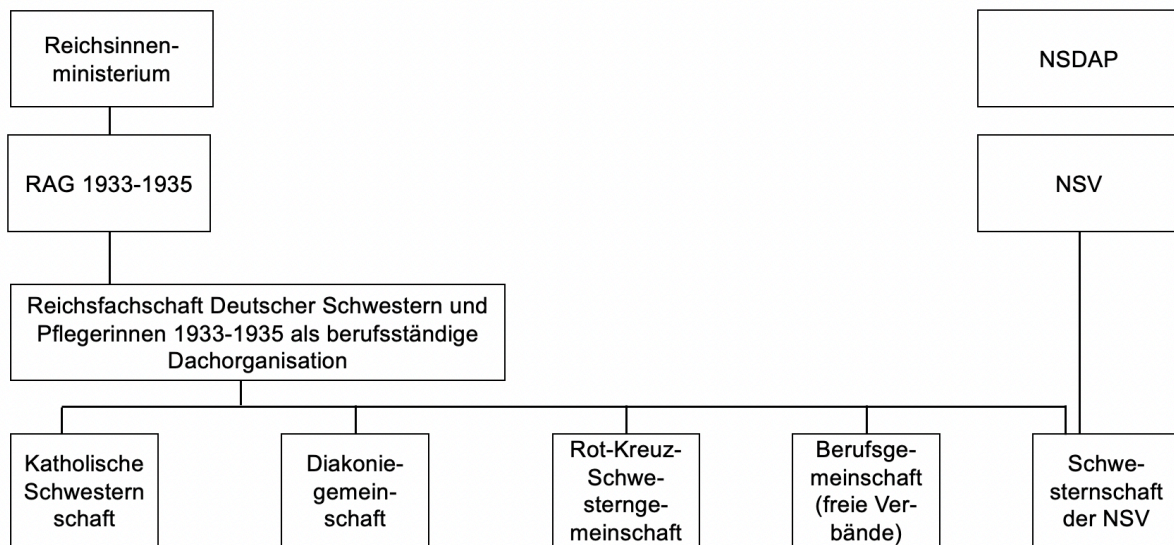 Reichsinnen-
ministerium
NSDAP
RAG 1933-1935
NSV
Reichsfachschaft Deutscher Schwestern und
Pflegerinnen 1933-1935 als berufsständige
Dachorganisation
Katholische
Schwestern
schaft
Diakonie-
gemein-
schaft
Rot-Kreuz-
Schwe-
sternge-
meinschaft
Berufsge-
meinschaft
(freie Ver-
bände)
Schwe-
sternschaft
der NSV